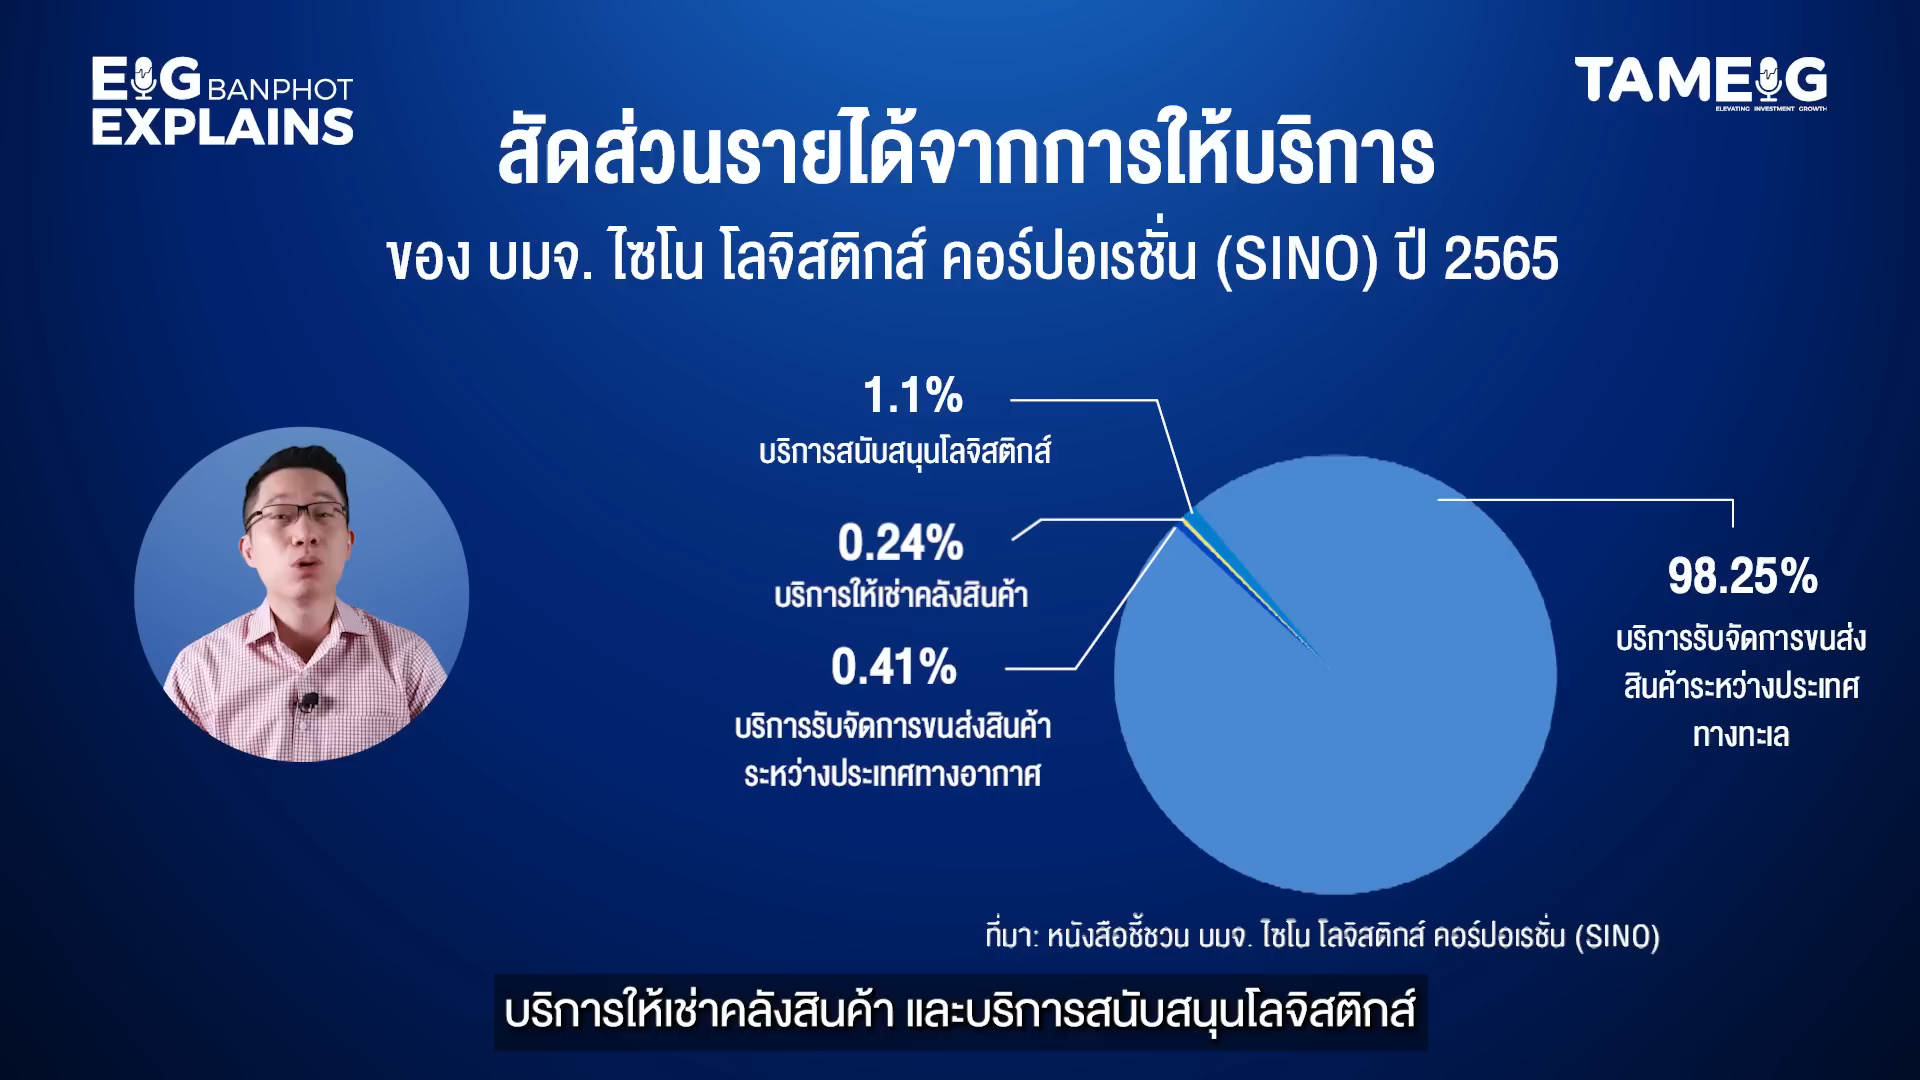 EIG BANPHOT
EXPLAINS
TAMEIG
ELEVATING INVESTMENT GROWTH
สัดส่วนรายได้จากการให้บริการ
ของ บมจ. ไซโน โลจิสติกส์ คอร์ปอเรชั่น (SINO) ปี 2565
1.1%
บริการสนับสนุนโลจิสติกส์
0.24%
บริการให้เช่าคลังสินค้า
0.41%
บริการรับจัดการขนส่งสินค้า
ระหว่างประเทศทางอากาศ
98.25%
บริการรับจัดการขนส่ง
สินค้าระหว่างประเทศ
ทางทะเล
ที่มา: หนังสือชี้ชวน บมจ. ไซโน โลจิสติกส์ คอร์ปอเรชั่น (SINO)
บริการให้เช่าคลังสินค้า และบริการสนับสนุนโลจิสติกส์